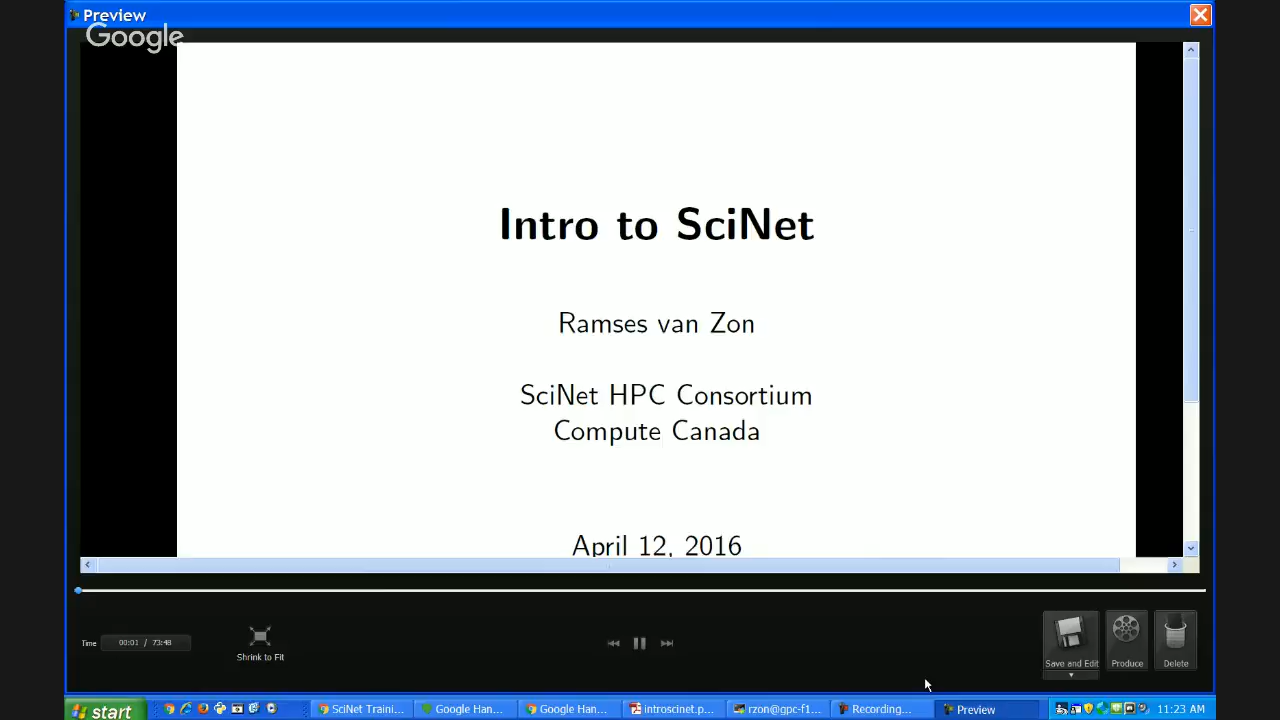 Preview
Google
Intro to SciNet
Ramses van Zon
SciNet HPC Consortium
Compute Canada
April 12, 2016
Time 00:01 / 73:48
Shrink to Fit
Save and Edit
Produce
Delete
start
SciNet Traini...
Google Han...
Google Han...
introscinet.p...
rzon@gpc-f1...
Recording...
Preview
11:23 AM